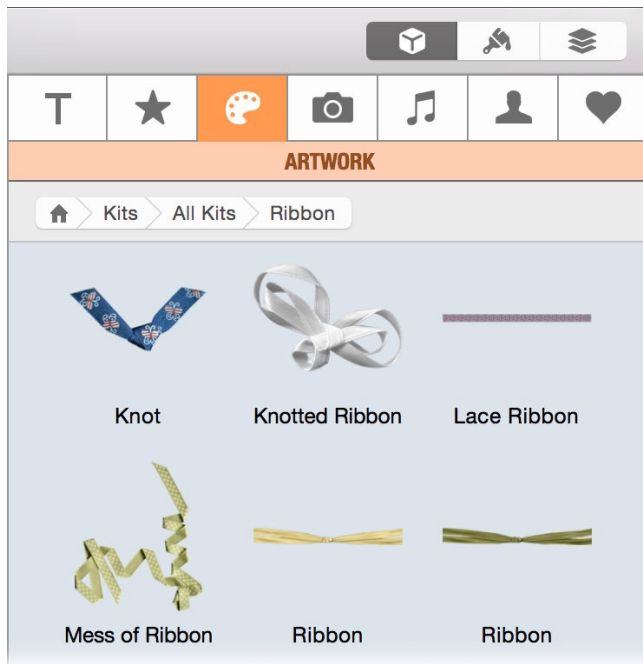 T
ARTWORK
Kits All Kits Ribbon
Knot Knotted Ribbon Lace Ribbon
Mess of Ribbon Ribbon Ribbon